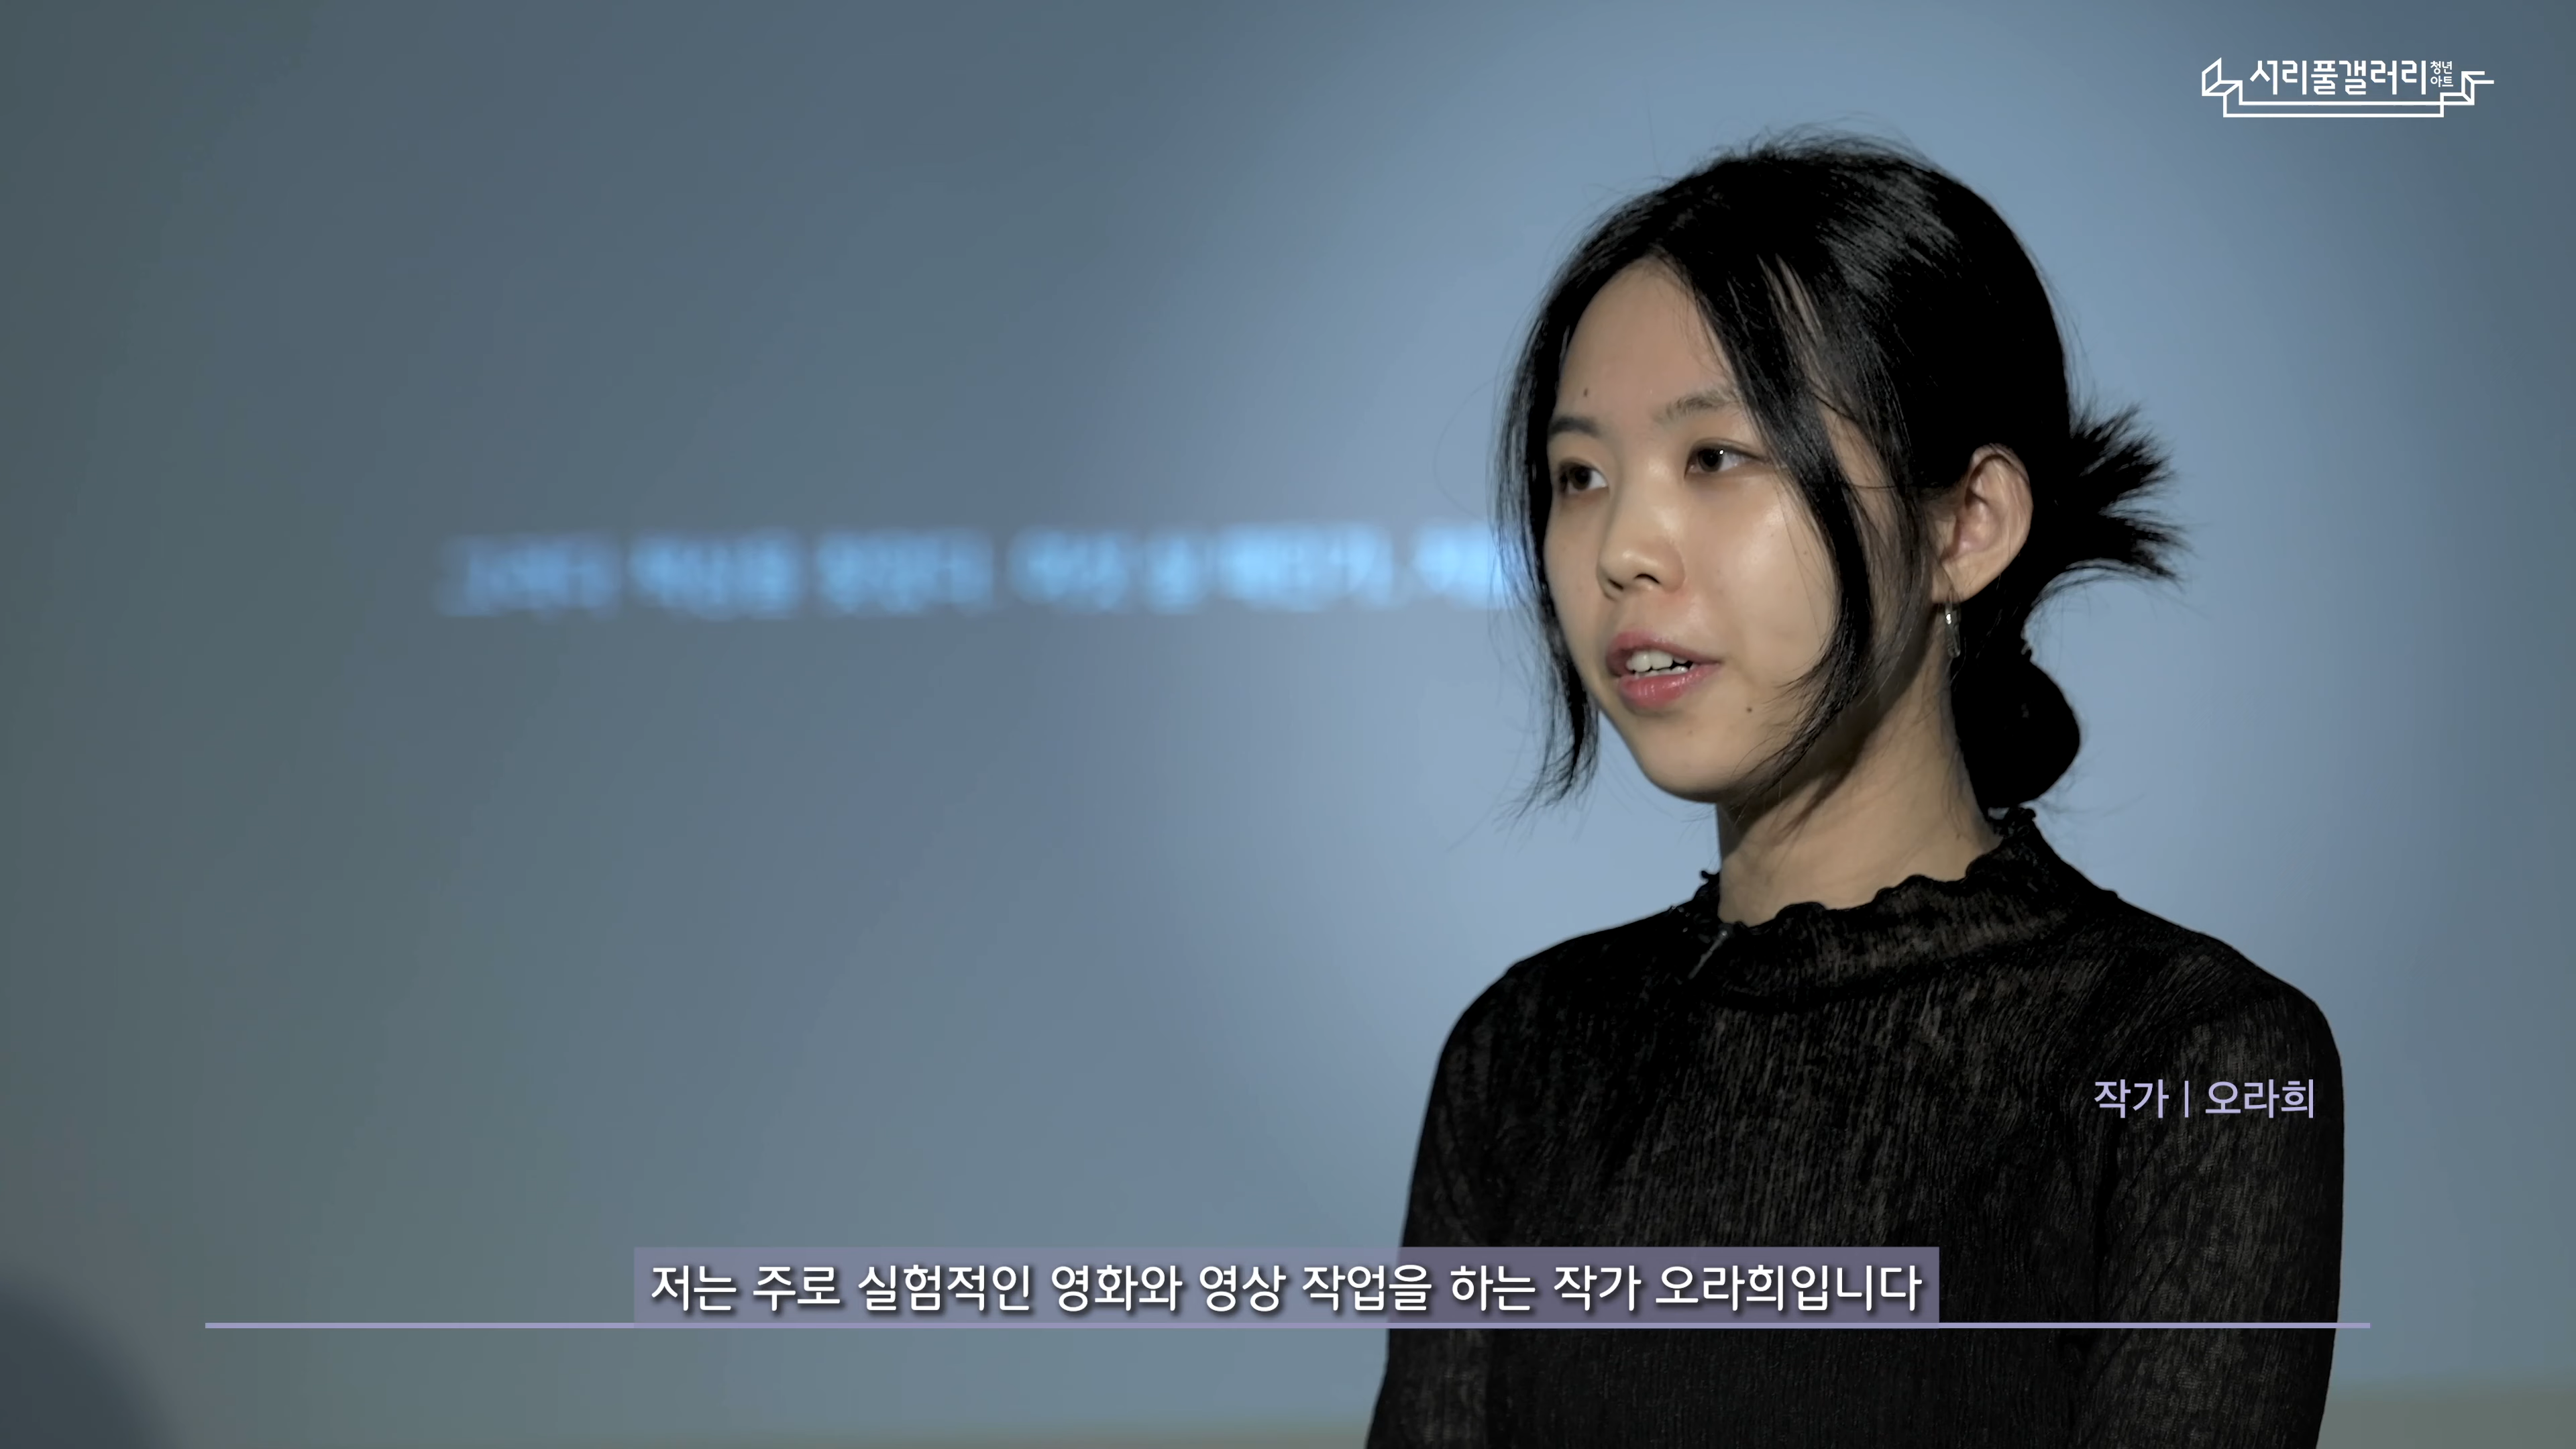 서리풀갤러리
청년
아트
작가 | 오라희
저는 주로 실험적인 영화와 영상 작업을 하는 작가 오라희입니다